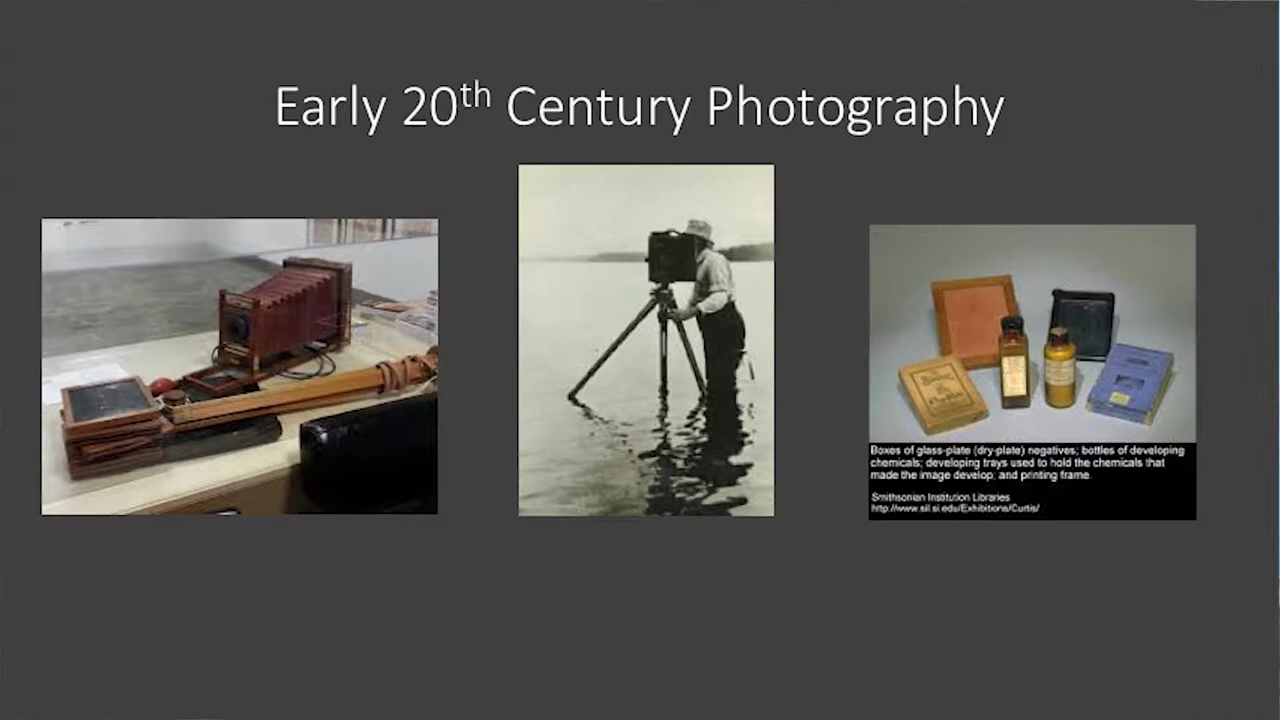 Early 20th Century Photography
Boxes of glass-plate (dry-plate) negatives; bottles of developing
chemicals; developing trays used to hold the chemicals that
made the image develop; and printing frame.
Smithsonian Institution Libraries
http://www.sil.si.edu/Exhibitions/Curtis/